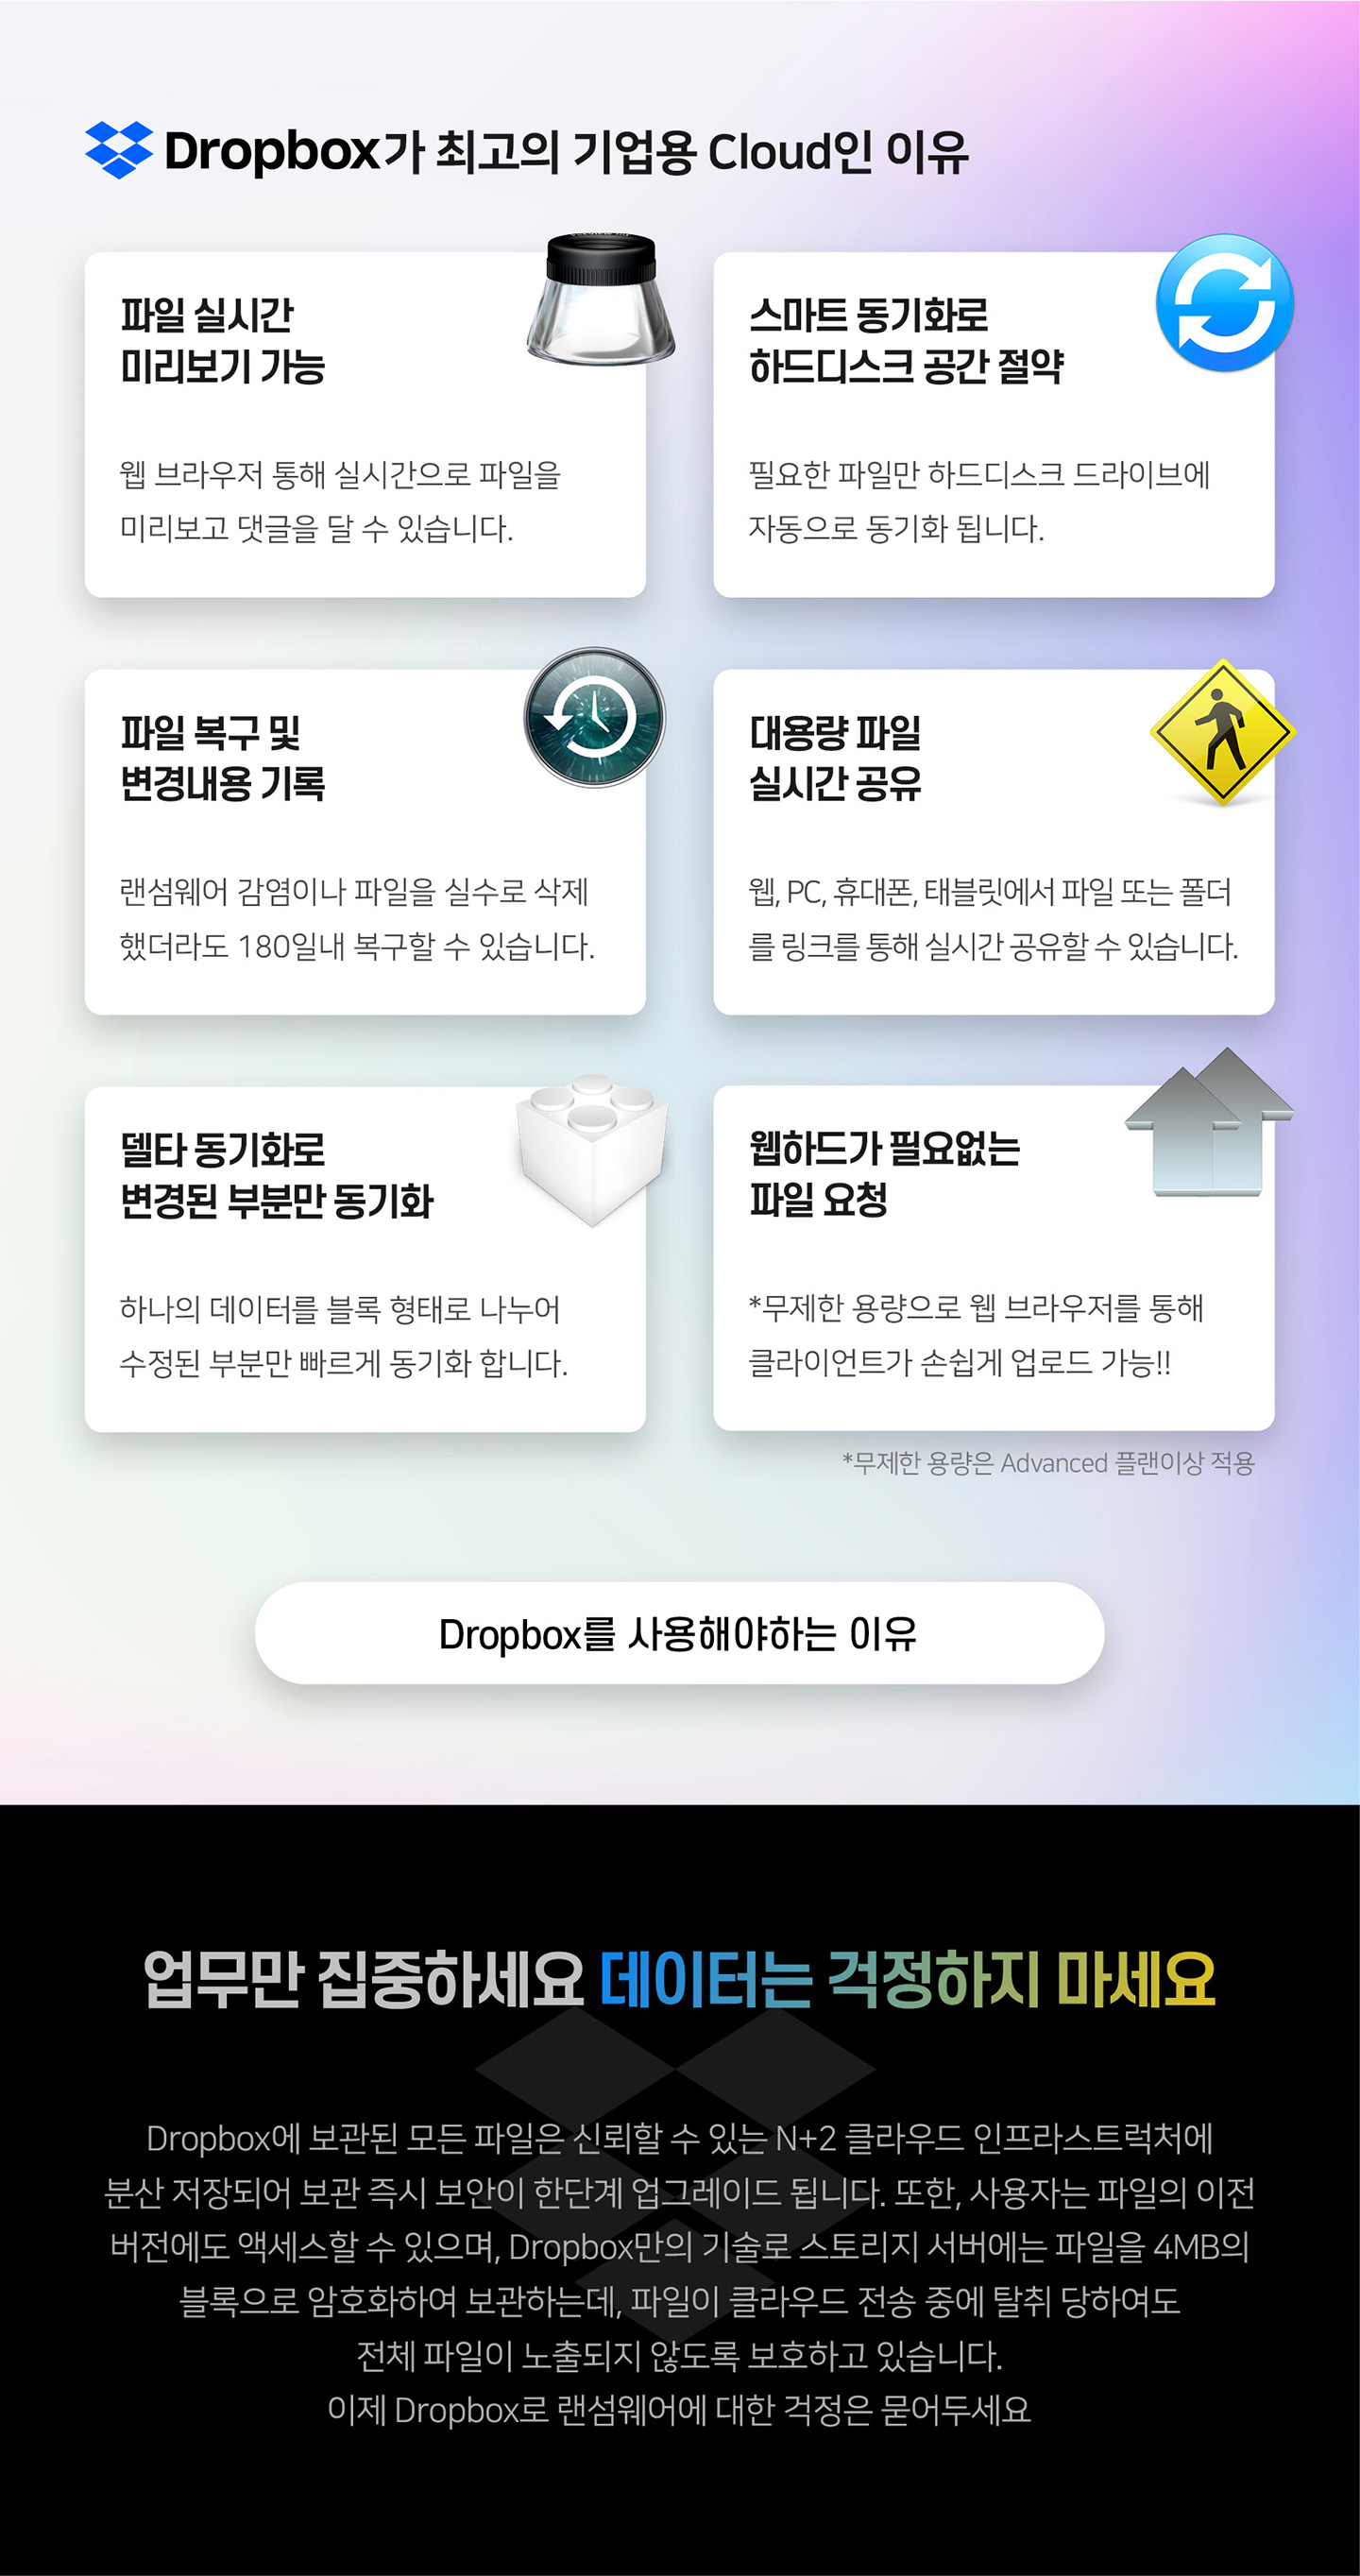 Dropbox가 최고의 기업용 Cloud인 이유
파일 실시간
미리보기 가능
웹 브라우저 통해 실시간으로 파일을
미리보고 댓글을 달 수 있습니다.
스마트 동기화로
하드디스크 공간 절약
필요한 파일만 하드디스크 드라이브에
자동으로 동기화 됩니다.
파일 복구 및
변경내용 기록
랜섬웨어 감염이나 파일을 실수로 삭제
했더라도 180일내 복구할 수 있습니다.
대용량 파일
실시간 공유
웹, PC, 휴대폰, 태블릿에서 파일 또는 폴더
를 링크를 통해 실시간 공유할 수 있습니다.
델타 동기화로
변경된 부분만 동기화
하나의 데이터를 블록 형태로 나누어
수정된 부분만 빠르게 동기화 합니다.
웹하드가 필요없는
파일 요청
*무제한 용량으로 웹 브라우저를 통해
클라이언트가 손쉽게 업로드 가능!!
*무제한 용량은 Advanced 플랜이상 적용
Dropbox를 사용해야하는 이유
업무만 집중하세요 데이터는 걱정하지 마세요
Dropbox에 보관된 모든 파일은 신뢰할 수 있는 N+2 클라우드 인프라스트럭처에
분산 저장되어 보관 즉시 보안이 한단계 업그레이드 됩니다. 또한, 사용자는 파일의 이전
버전에도 액세스할 수 있으며, Dropbox만의 기술로 스토리지 서버에는 파일을 4MB의
블록으로 암호화하여 보관하는데, 파일이 클라우드 전송 중에 탈취 당하여도
전체 파일이 노출되지 않도록 보호하고 있습니다.
이제 Dropbox로 랜섬웨어에 대한 걱정은 묻어두세요